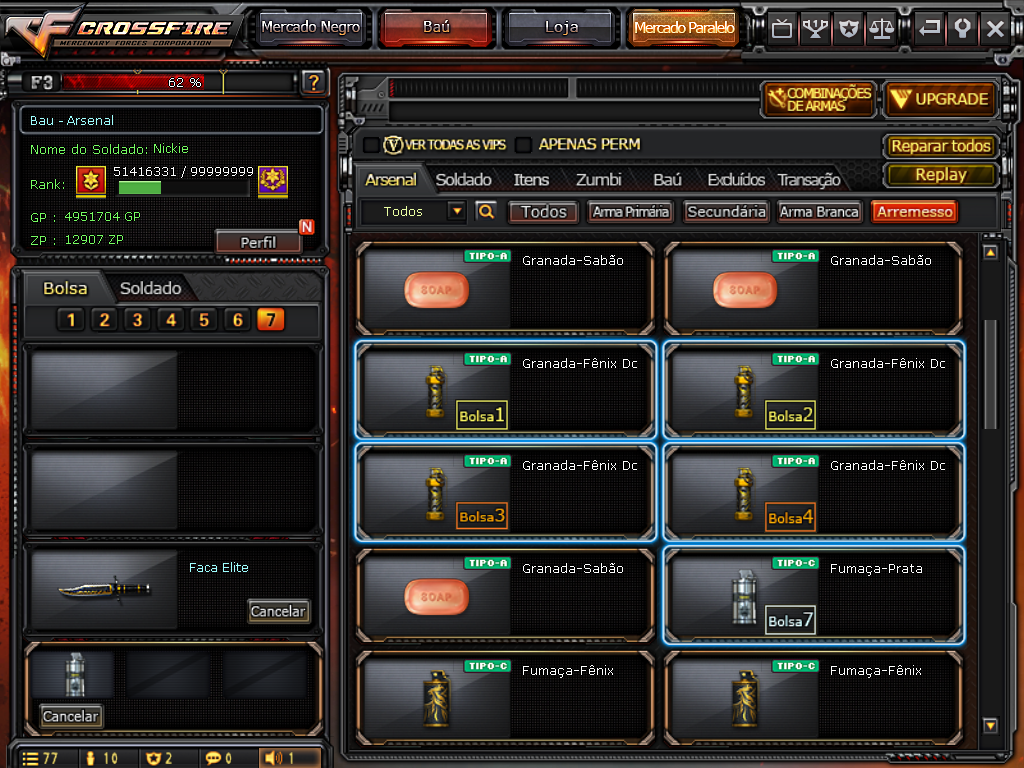 CROSSFIRE
MERCENARY FORCES CORPORATION
Mercado Negro
Baú
Loja
Mercado Paralelo
F3
62 %
?
COMBINAÇÕES
DE ARMAS
UPGRADE
Bau - Arsenal
Nome do Soldado: Nickie
Rank:
51416331 / 99999999
GP : 4951704 GP
ZP : 12907 ZP
N
Perfil
V VER TODAS AS VIPS
APENAS PERM
Reparar todos
Replay
Arsenal
Soldado
Itens
Zumbi
Baú
Excluídos
Transação
Todos
Todos
Arma Primária
Secundária
Arma Branca
Arremesso
Bolsa
Soldado
1 2 3 4 5 6 7
Faca Elite
Cancelar
Cancelar
TIPO-A
Granada-Sabão
SOAP
TIPO-A
Granada-Sabão
SOAP
TIPO-A
Granada-Fênix Dc
Bolsa1
TIPO-A
Granada-Fênix Dc
Bolsa2
TIPO-A
Granada-Fênix Dc
Bolsa3
TIPO-A
Granada-Fênix Dc
Bolsa4
TIPO-A
Granada-Sabão
SOAP
TIPO-C
Fumaça-Prata
Bolsa7
TIPO-C
Fumaça-Fênix
TIPO-C
Fumaça-Fênix
77
10
2
0
1